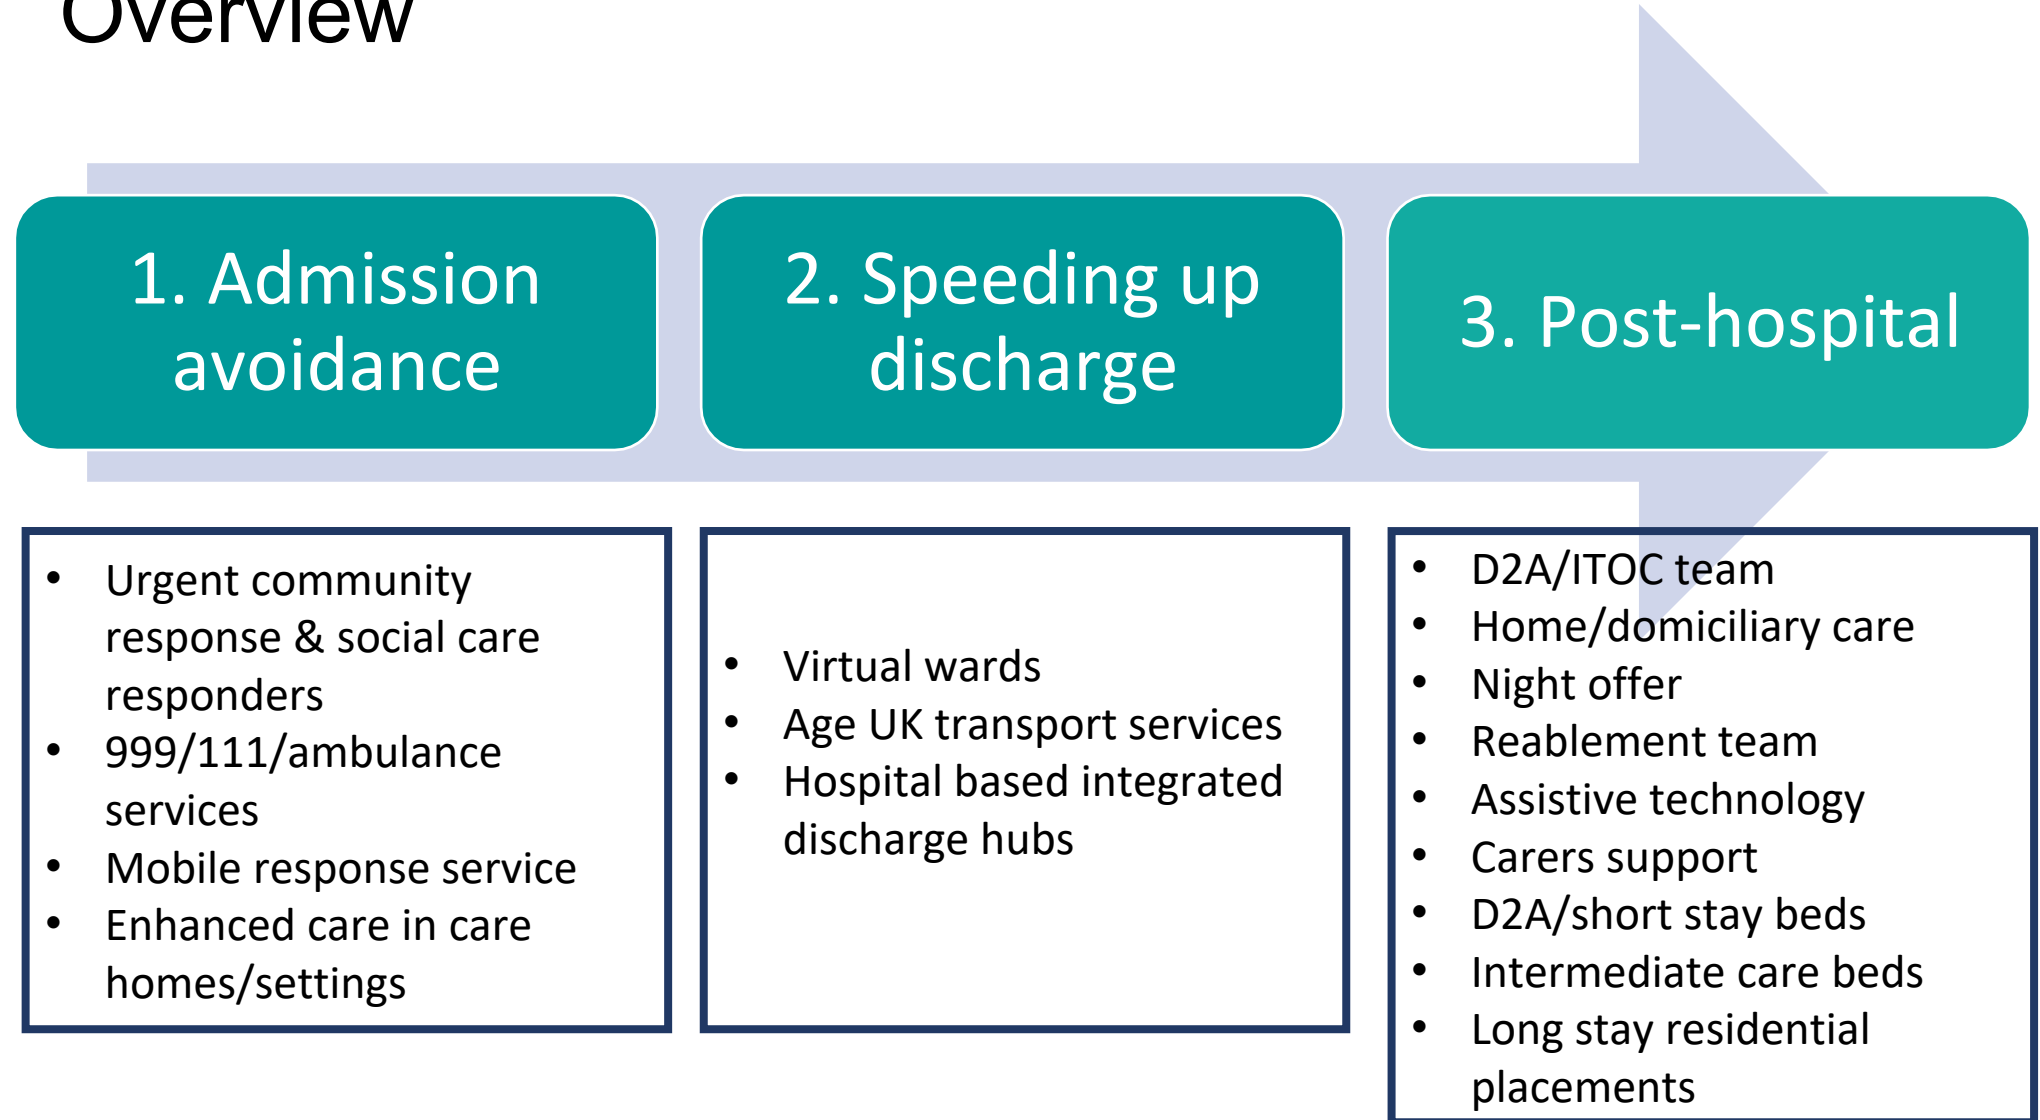 Overview
1. Admission
avoidance
2. Speeding up
discharge
3. Post-hospital
• Urgent community
response & social care
responders
• 999/111/ambulance
services
• Mobile response service
• Enhanced care in care
homes/settings
• Virtual wards
• Age UK transport services
• Hospital based integrated
discharge hubs
• D2A/ITOC team
• Home/domiciliary care
• Night offer
• Reablement team
• Assistive technology
• Carers support
• D2A/short stay beds
• Intermediate care beds
• Long stay residential
placements